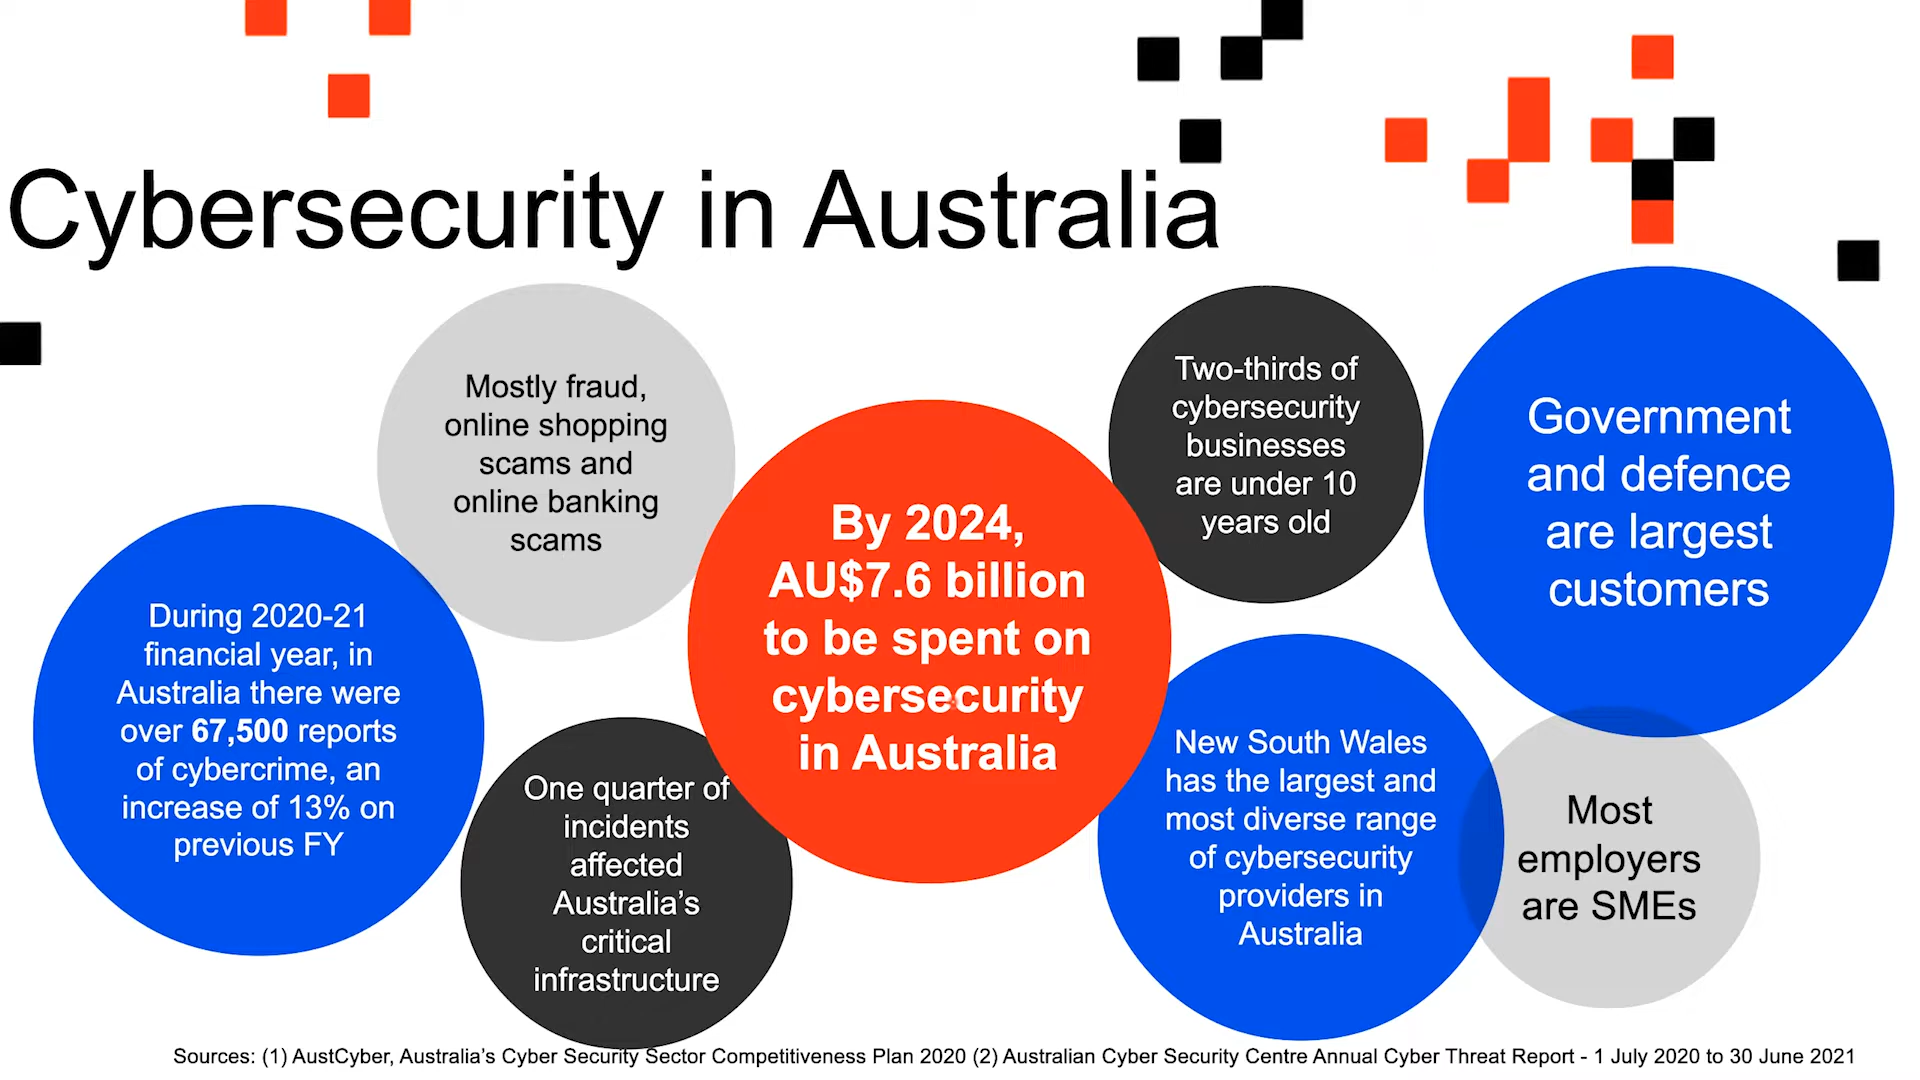 Cybersecurity in Australia
Mostly fraud,
online shopping
scams and
online banking
scams
During 2020-21
financial year, in
Australia there were
over 67,500 reports
of cybercrime, an
increase of 13% on
previous FY
One quarter of
incidents
affected
Australia’s
critical
infrastructure
By 2024,
AU$7.6 billion
to be spent on
cybersecurity
in Australia
Two-thirds of
cybersecurity
businesses
are under 10
years old
Government
and defence
are largest
customers
New South Wales
has the largest and
most diverse range
of cybersecurity
providers in
Australia
Most
employers
are SMEs
Sources: (1) AustCyber, Australia’s Cyber Security Sector Competitiveness Plan 2020 (2) Australian Cyber Security Centre Annual Cyber Threat Report - 1 July 2020 to 30 June 2021